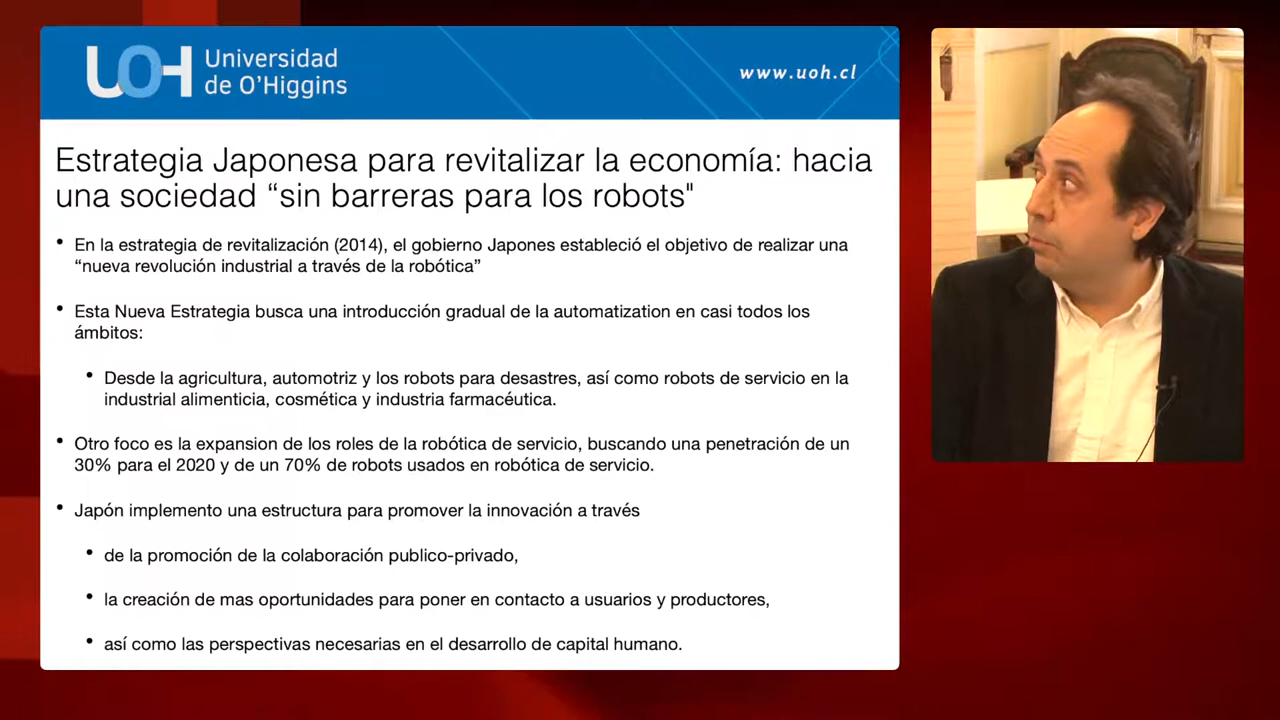 UOH Universidad
de O'Higgins
www.uoh.cl
Estrategia Japonesa para revitalizar la economía: hacia
una sociedad “sin barreras para los robots"
• En la estrategia de revitalización (2014), el gobierno Japones estableció el objetivo de realizar una
“nueva revolución industrial a través de la robótica”
• Esta Nueva Estrategia busca una introducción gradual de la automatization en casi todos los
ámbitos:
• Desde la agricultura, automotriz y los robots para desastres, así como robots de servicio en la
industrial alimenticia, cosmética y industria farmacéutica.
• Otro foco es la expansion de los roles de la robótica de servicio, buscando una penetración de un
30% para el 2020 y de un 70% de robots usados en robótica de servicio.
• Japón implemento una estructura para promover la innovación a través
• de la promoción de la colaboración publico-privado,
• la creación de mas oportunidades para poner en contacto a usuarios y productores,
• así como las perspectivas necesarias en el desarrollo de capital humano.